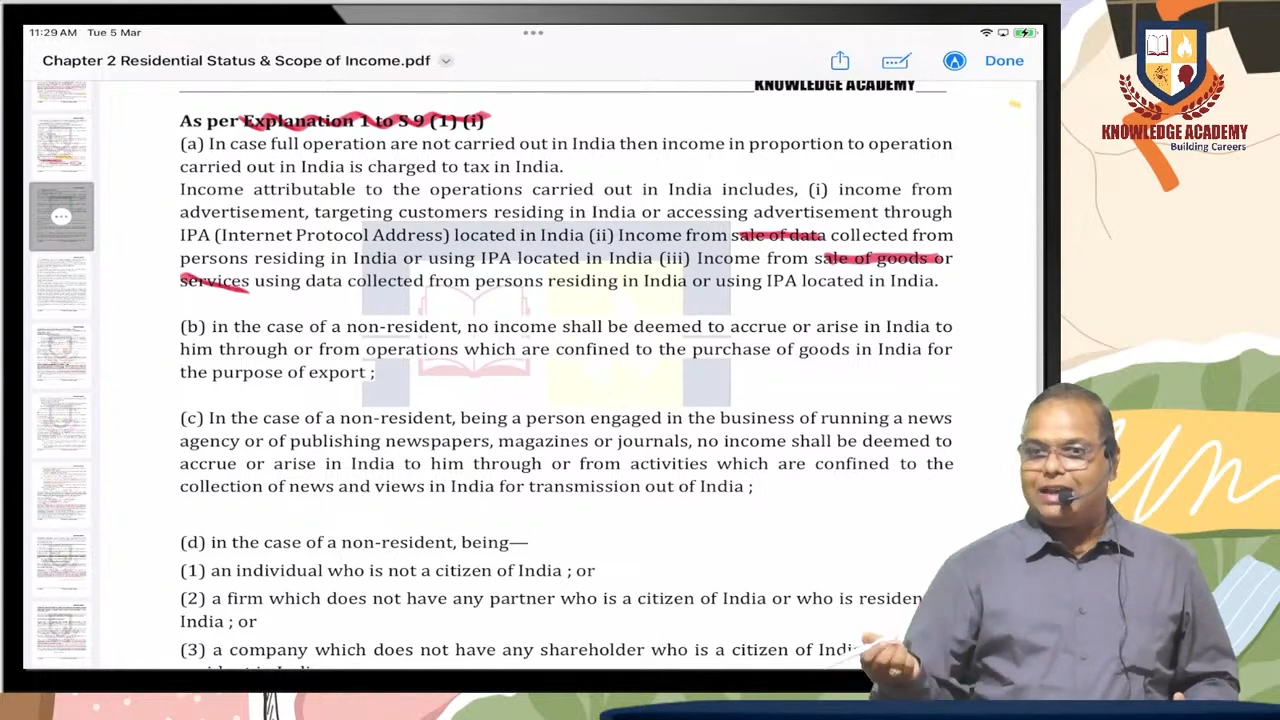 11:29 AM Tue 5 Mar
Chapter 2 Residential Status & Scope of Income.pdf
Done
KNOWLEDGE ACADEMY
KNOWLEDGE ACADEMY
Building Careers
As per Explanation 1 to 9 (1) (i)
(a) In case full operation is not carried out in India then income in proportion to operation
carried out in India is charged to tax in India.
Income attribuable to the operations carried out in India includes, (i) income from
advertisement targeting customers residing in India or accessing advertisement through
IPA (Internet Protocol Address) located in India (ii) Income from sale of data collected from
persons residing in India or using IPA located in India (iii) Income from sale of goods or
services using data collected from persons residing in India or using IPA located in India.
(b) in the case of a non-resident, no income shall be deemed to accrue or arise in India to
him through or from operations which are confined to the purchase of goods in India for
the purpose of export ;
(c) in the case of a non-resident, being a person engaged in the business of running a news
agency or of publishing newspapers, magazines or journals, no income shall be deemed to
accrue or arise in India to him through or from activities which are confined to the
collection of news and views in India for transmission out of India
(d) in the case of a non-resident, being
(1) an individual who is not a citizen of India or
(2) a firm which does not have any partner who is a citizen of India or who is resident
India ; or
(3) a company which does not have any shareholder who is a citizen of India